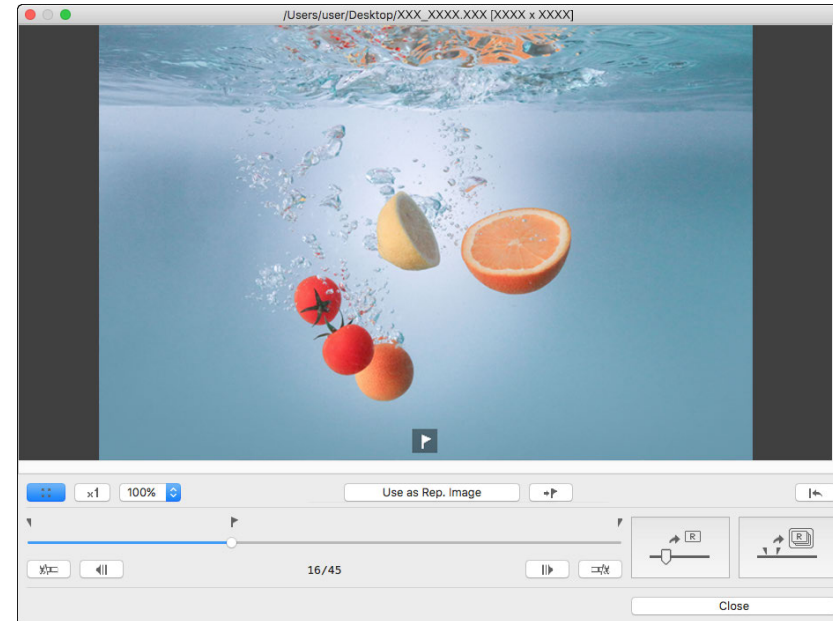 /Users/user/Desktop/XXX_XXXX.XXX [XXXX x XXXX]
x1
100%
Use as Rep. Image
R
R
16/45
Close